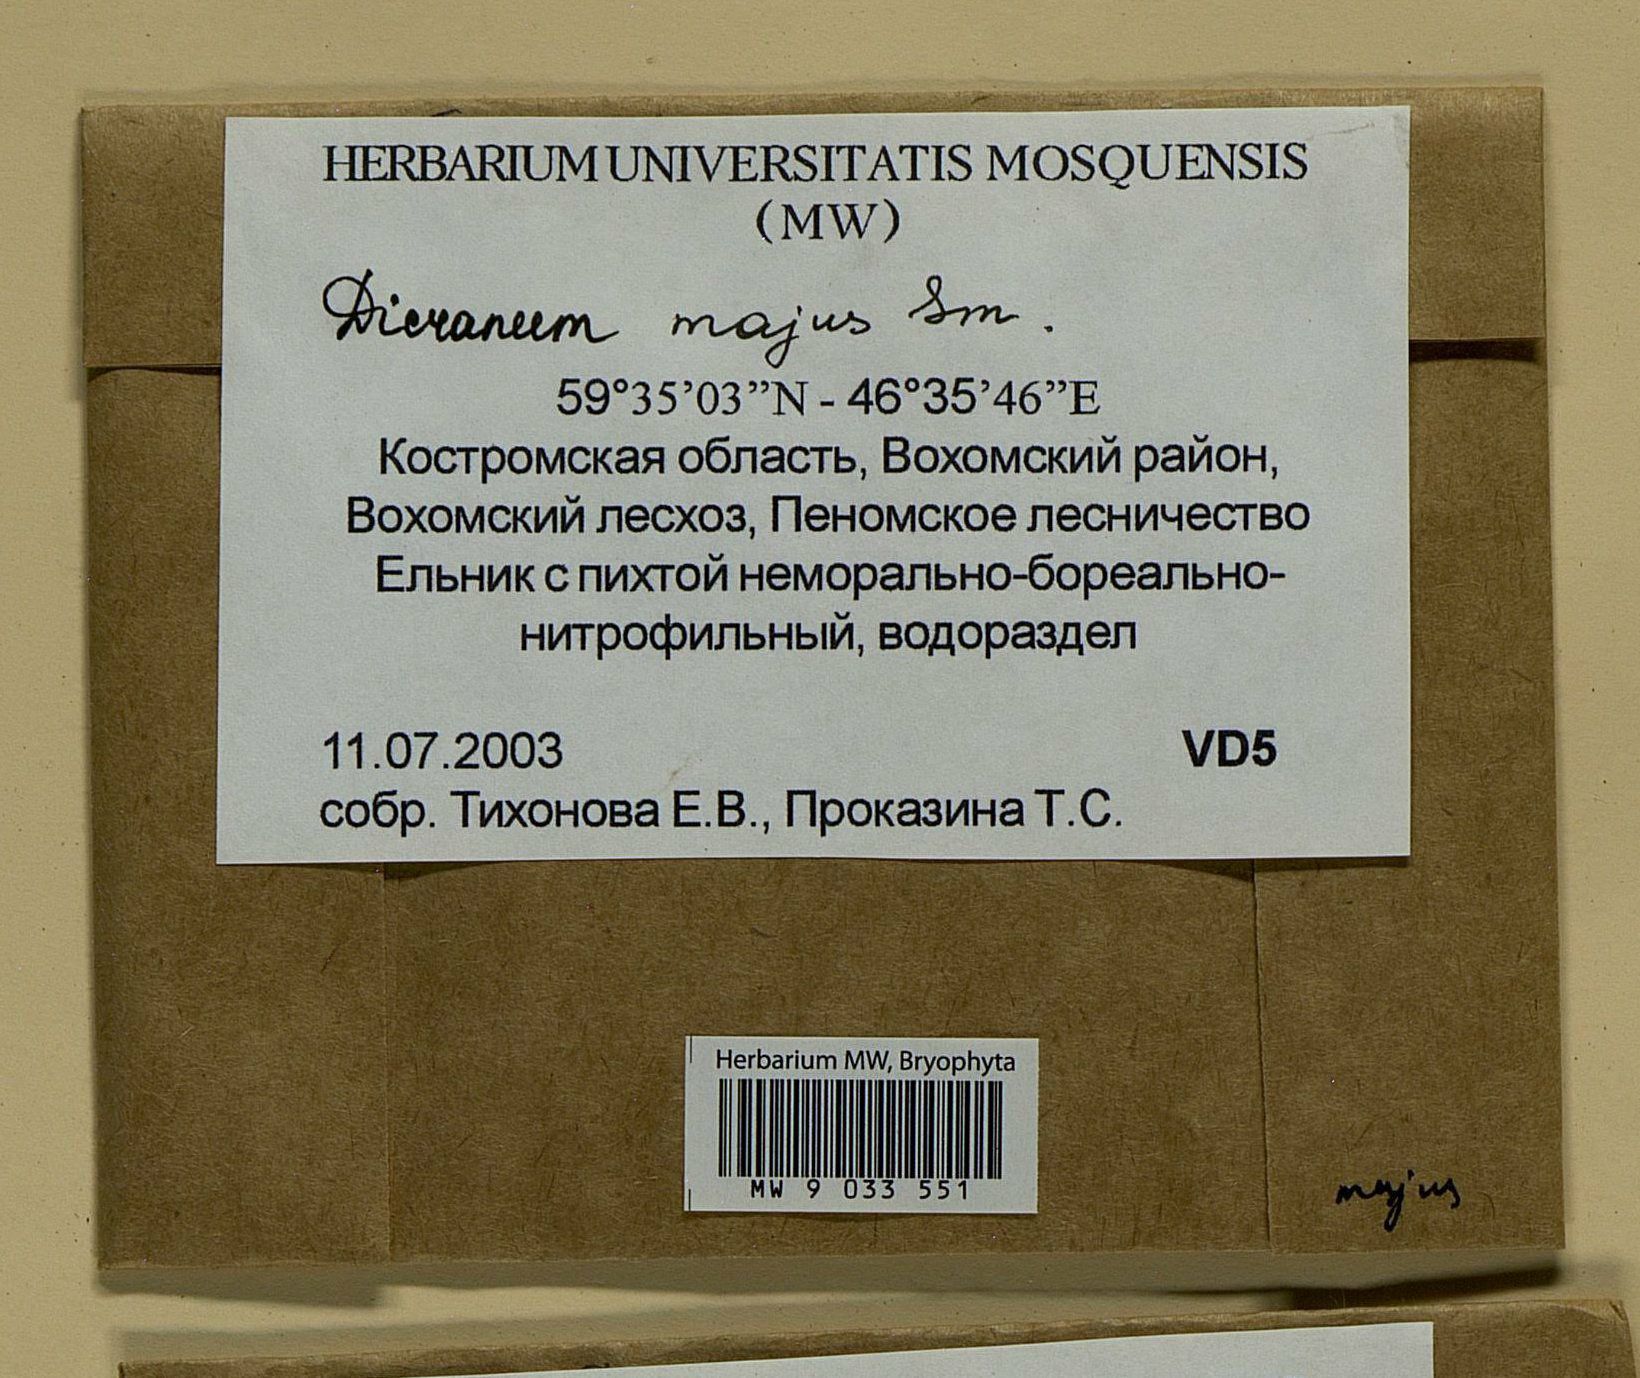 HERBARIUM UNIVERSITATIS MOSQUENSIS
(MW)
Dicranum majus Sm.
59°35’03”N - 46°35’46”E
Костромская область, Вохомский район,
Вохомский лесхоз, Пеномское лесничество
Ельник с пихтой неморально-бореально-
нитрофильный, водораздел
11.07.2003 VD5
собр. Тихонова Е.В., Проказина Т.С.
Herbarium MW, Bryophyta
MW 9 033 551
majus